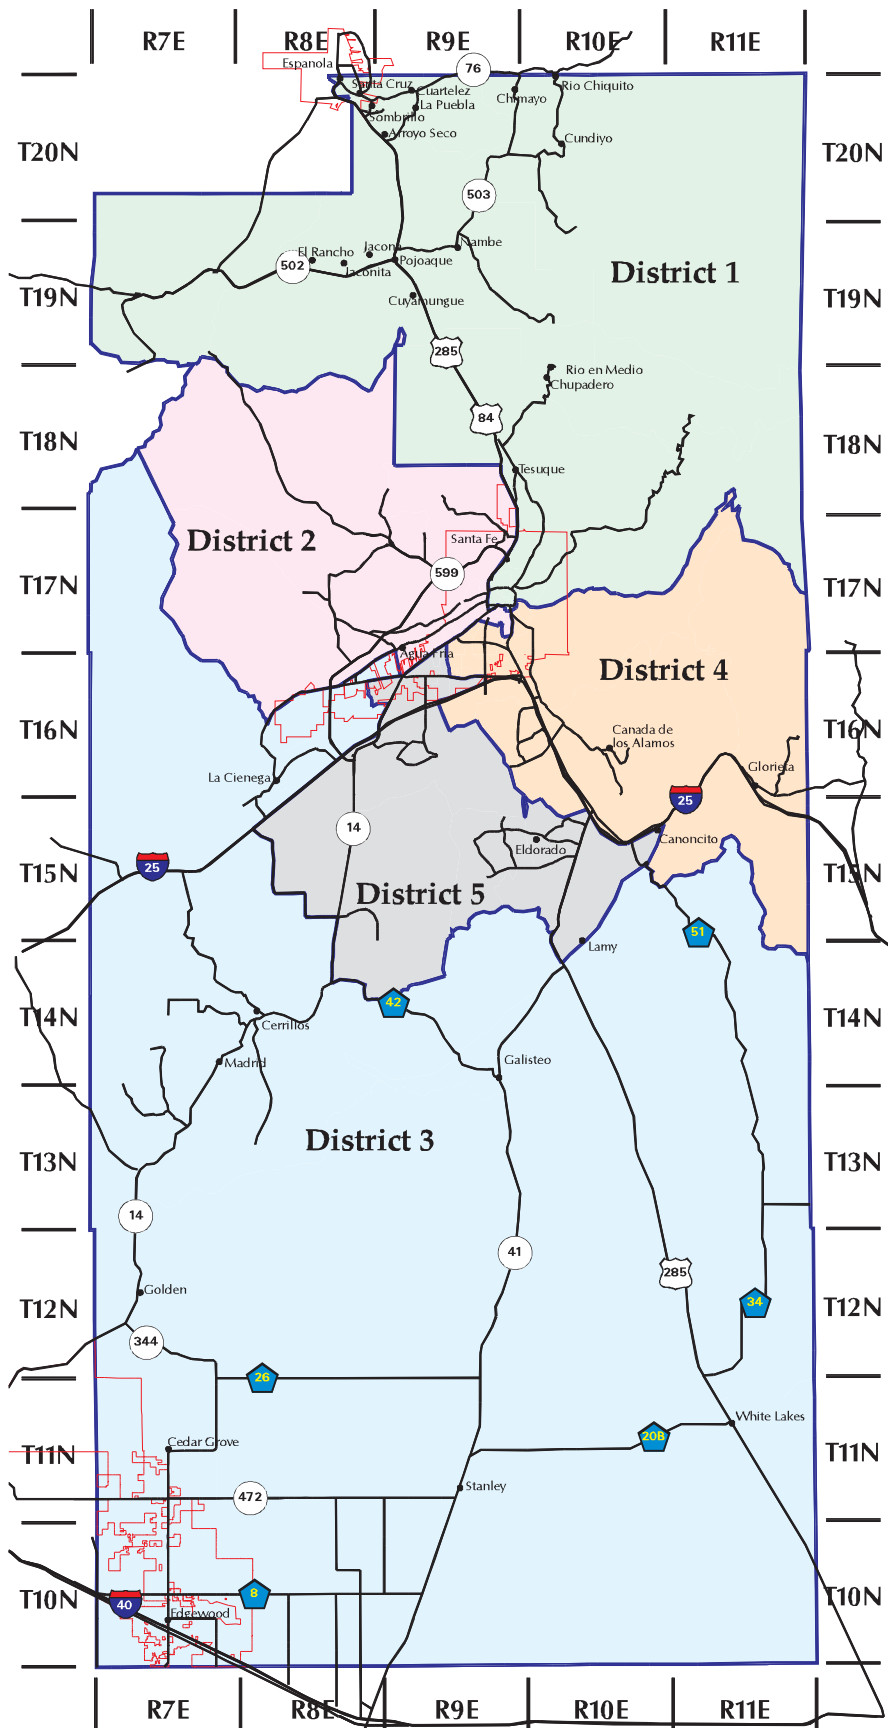 R7E R8E R9E R10E R11E
Espanola
76
Santa Cruz
Cuartelez
Chimayo
Rio Chiquito
La Puebla
Sombrillo
Arroyo Seco
Cundiyo
T20N
T20N
503
Nambe
Jacona
El Rancho
502
Jaconita
Pojoaque
District 1
T19N
T19N
Cuyamungue
285
Rio en Medio
Chupadero
84
T18N
T18N
Tesuque
District 2
Santa Fe
599
T17N
T17N
Agua Fria
District 4
T16N
T16N
Canada de
los Alamos
La Cienega
Glorieta
25
14
Canoncito
Eldorado
25
T15N
T15N
District 5
51
Lamy
42
T14N
T14N
Cerrillos
Madrid
Galisteo
District 3
T13N
T13N
14
41
285
Golden
34
T12N
T12N
344
26
White Lakes
20B
Cedar Grove
T11N
T11N
Stanley
472
8
T10N
T10N
40
Edgewood
R7E R8E R9E R10E R11E